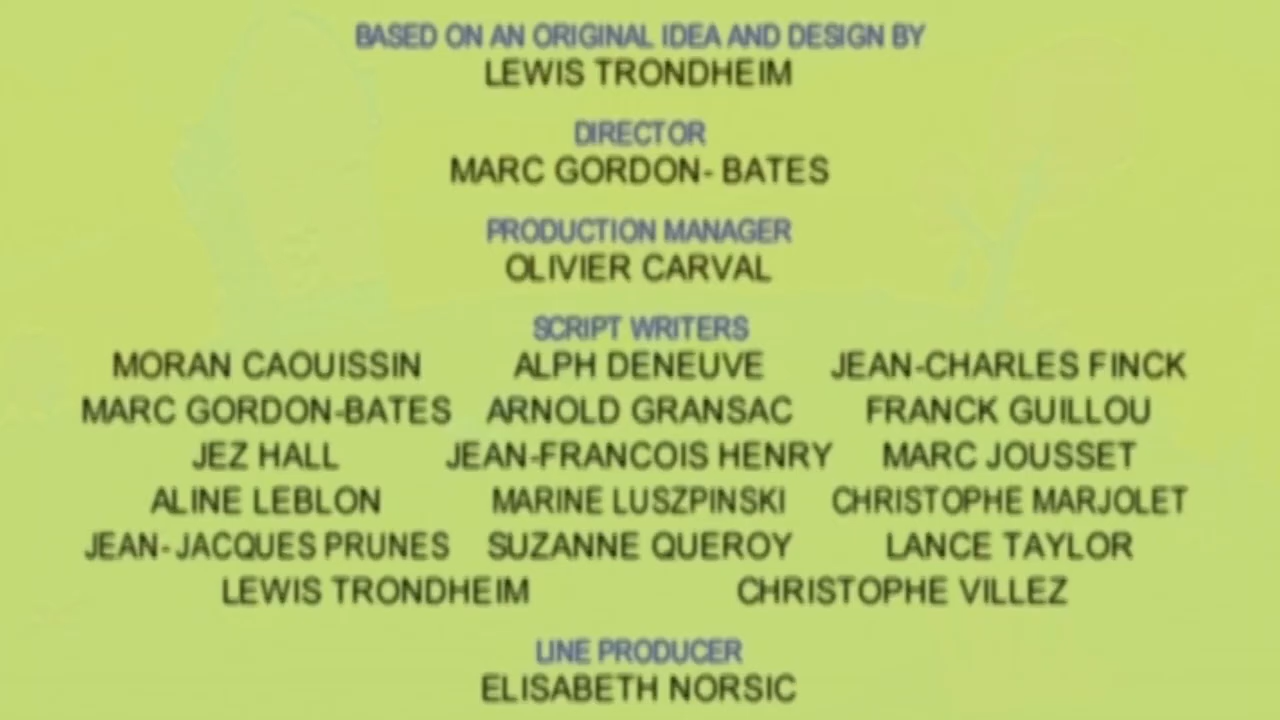 BASED ON AN ORIGINAL IDEA AND DESIGN BY
LEWIS TRONDHEIM
DIRECTOR
MARC GORDON- BATES
PRODUCTION MANAGER
OLIVIER CARVAL
SCRIPT WRITERS
MORAN CAOUISSIN ALPH DENEUVE JEAN-CHARLES FINCK
MARC GORDON-BATES ARNOLD GRANSAC FRANCK GUILLOU
JEZ HALL JEAN-FRANCOIS HENRY MARC JOUSSET
ALINE LEBLON MARINE LUSZPINSKI CHRISTOPHE MARJOLET
JEAN-JACQUES PRUNES SUZANNE QUEROY LANCE TAYLOR
LEWIS TRONDHEIM CHRISTOPHE VILLEZ
LINE PRODUCER
ELISABETH NORSIC